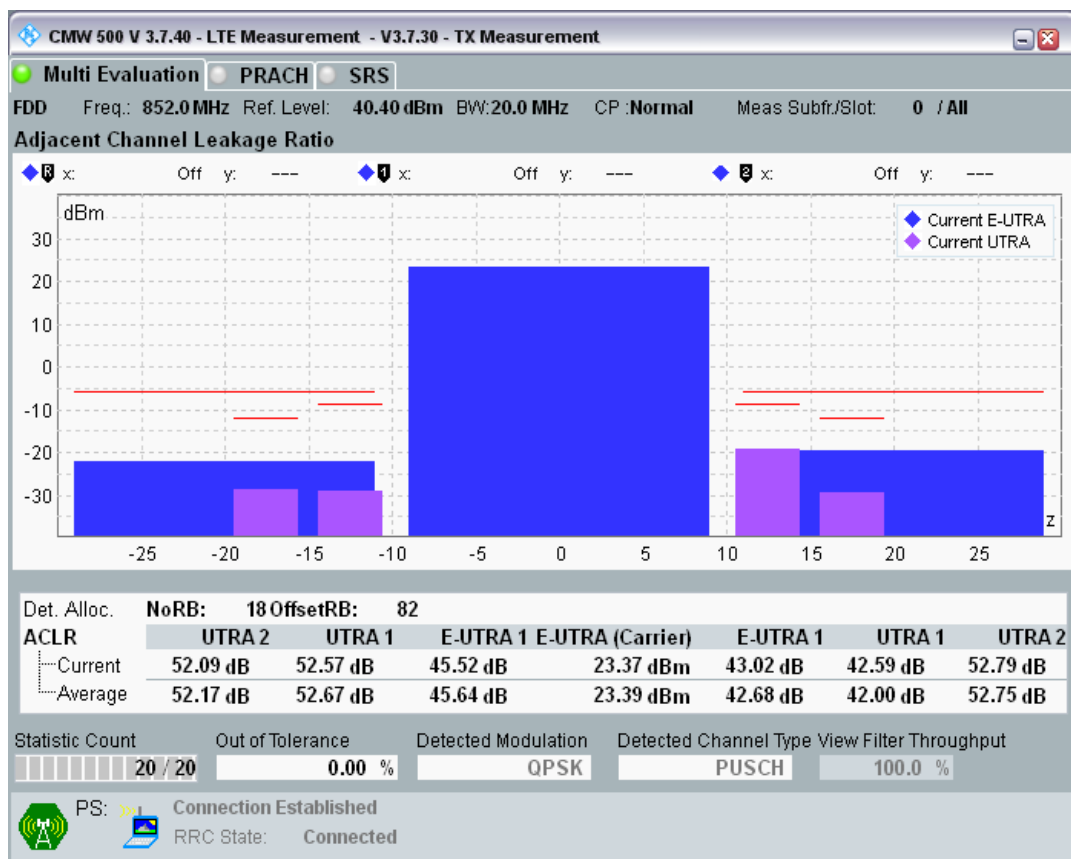 CMW 500 V 3.7.40 - LTE Measurement - V3.7.30 - TX Measurement
Multi Evaluation PRACH SRS
FDD Freq.: 852.0 MHz Ref. Level: 40.40 dBm BW: 20.0 MHz CP :Normal Meas Subfr./Slot: 0 / All
Adjacent Channel Leakage Ratio
R x: Off y: --- 1 x: Off y: --- 2 x: Off y: ---
dBm
Current E-UTRA
Current UTRA
30
20
10
0
-10
-20
-30
z
-25 -20 -15 -10 -5 0 5 10 15 20 25
Det. Alloc. NoRB: 18 OffsetRB: 82
ACLR UTRA 2 UTRA 1 E-UTRA 1 E-UTRA (Carrier) E-UTRA 1 UTRA 1 UTRA 2
Current 52.09 dB 52.57 dB 45.52 dB 23.37 dBm 43.02 dB 42.59 dB 52.79 dB
Average 52.17 dB 52.67 dB 45.64 dB 23.39 dBm 42.68 dB 42.00 dB 52.75 dB
Statistic Count Out of Tolerance Detected Modulation Detected Channel Type View Filter Throughput
20 / 20 0.00 % QPSK PUSCH 100.0 %
PS: Connection Established
RRC State: Connected